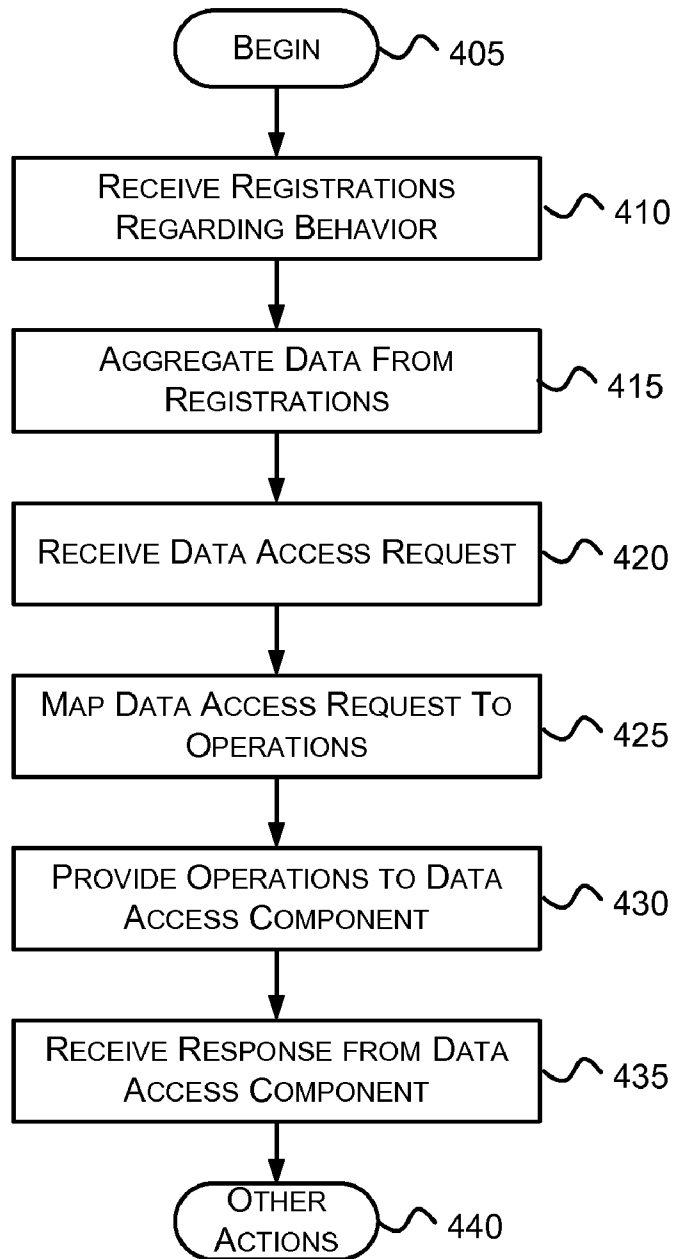 BEGIN
405
RECEIVE REGISTRATIONS
REGARDING BEHAVIOR
410
AGGREGATE DATA FROM
REGISTRATIONS
415
RECEIVE DATA ACCESS REQUEST
420
MAP DATA ACCESS REQUEST TO
OPERATIONS
425
PROVIDE OPERATIONS TO DATA
ACCESS COMPONENT
430
RECEIVE RESPONSE FROM DATA
ACCESS COMPONENT
435
OTHER
ACTIONS
440